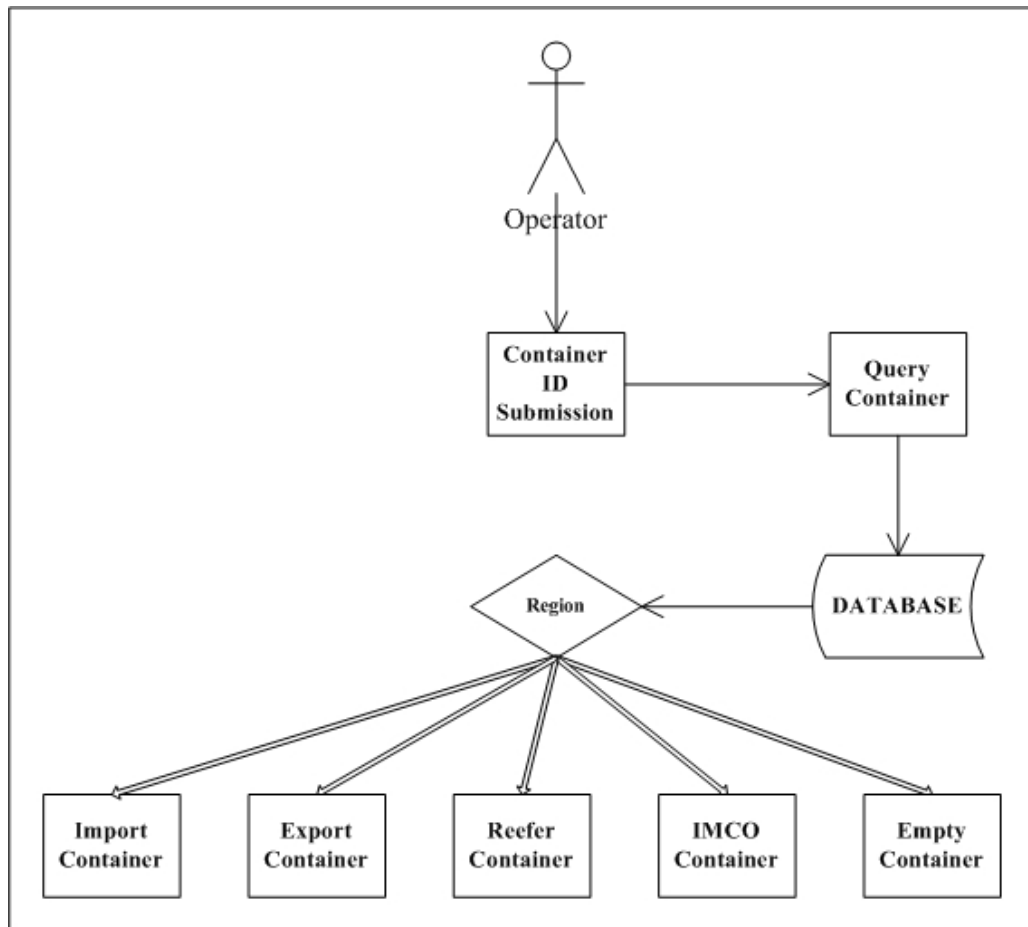 Operator
Container
ID
Submission
Query
Container
Region
DATABASE
Import
Container
Export
Container
Reefer
Container
IMCO
Container
Empty
Container